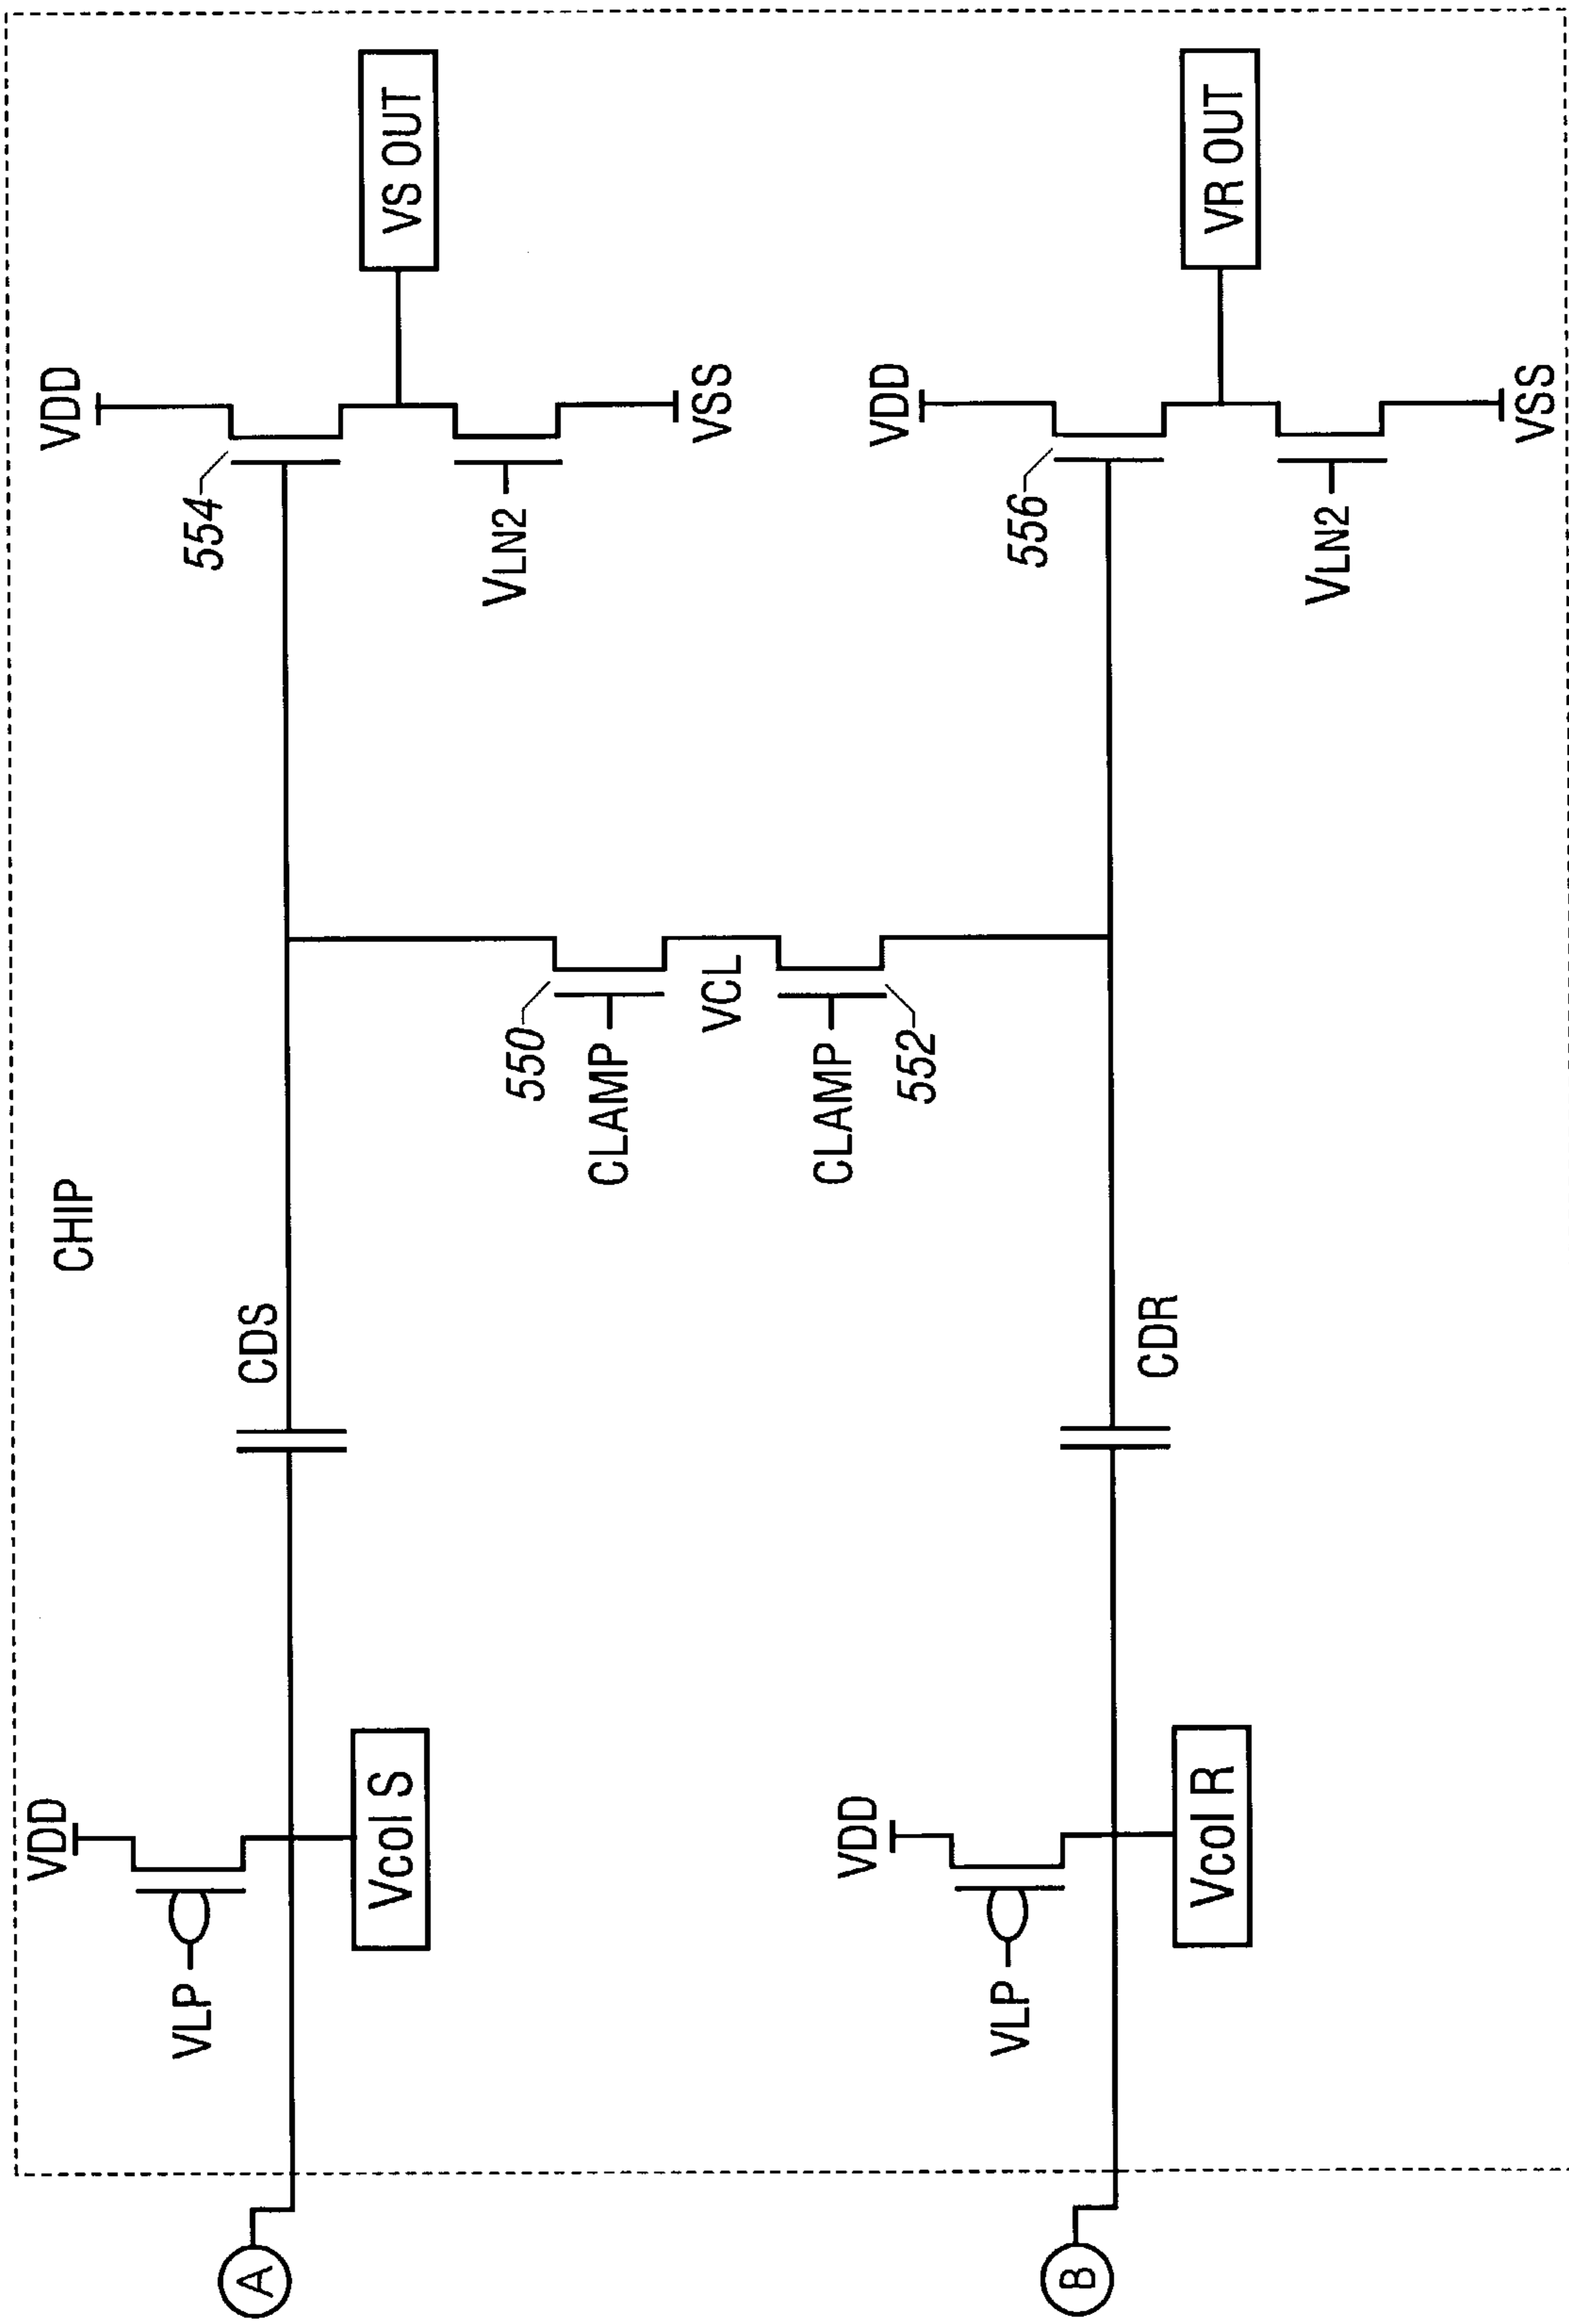 CHIP
VDD
VLP
Vcol S
A
CDS
VDD
554
VS OUT
VLN2
VSS
550
CLAMP
VCL
CLAMP
552
VDD
VLP
Vcol R
B
CDR
VDD
556
VR OUT
VLN2
VSS